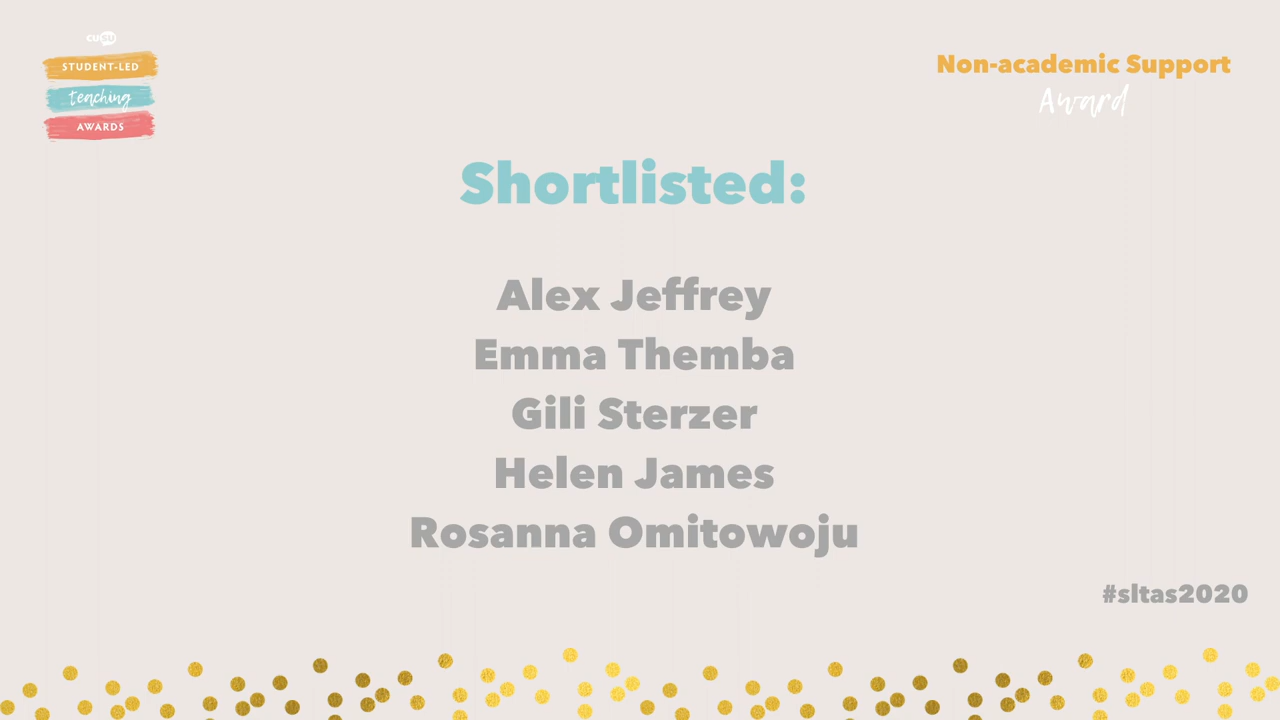 cusu
STUDENT-LED
teaching
AWARDS
Non-academic Support
Award
Shortlisted:
Alex Jeffrey
Emma Themba
Gili Sterzer
Helen James
Rosanna Omitowoju
#sltas2020